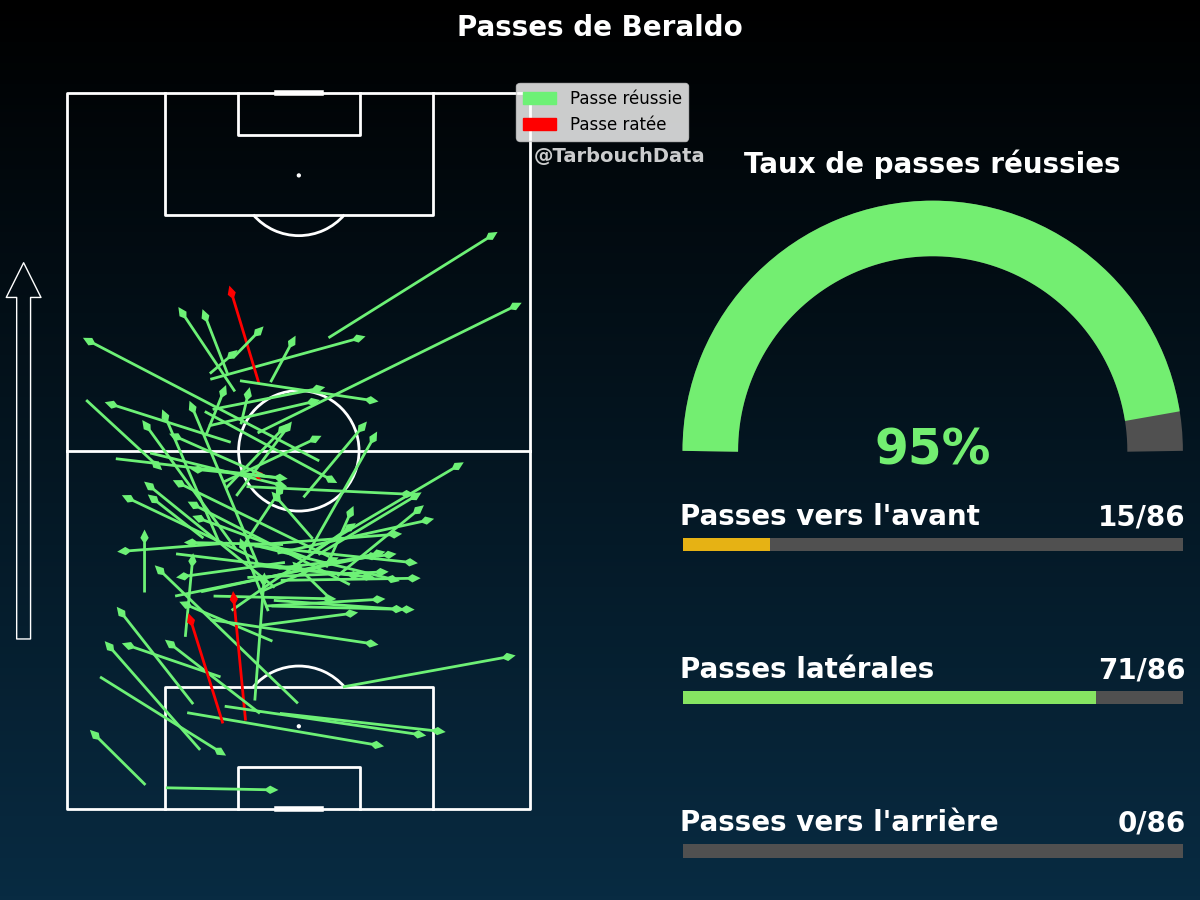 Passes de Beraldo
Passe réussie
Passe ratée
@TarbouchData
Taux de passes réussies
95%
Passes vers l'avant 15/86
Passes latérales 71/86
Passes vers l'arrière 0/86